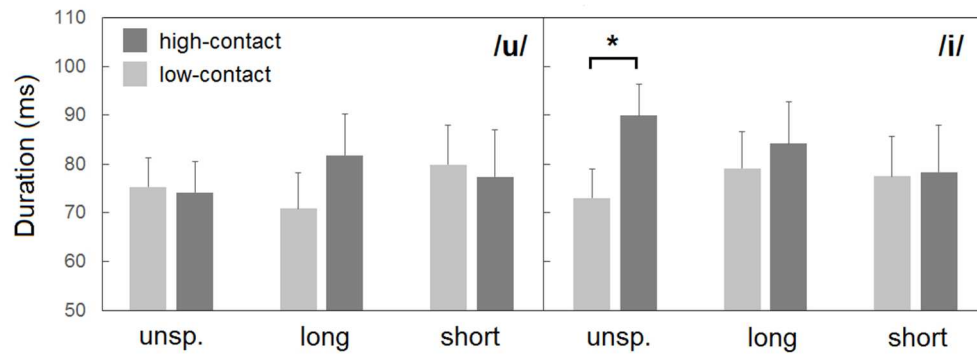 110
100
90
80
70
60
50
Duration (ms)
high-contact
low-contact
/u/
*
/i/
unsp.
long
short
unsp.
long
short